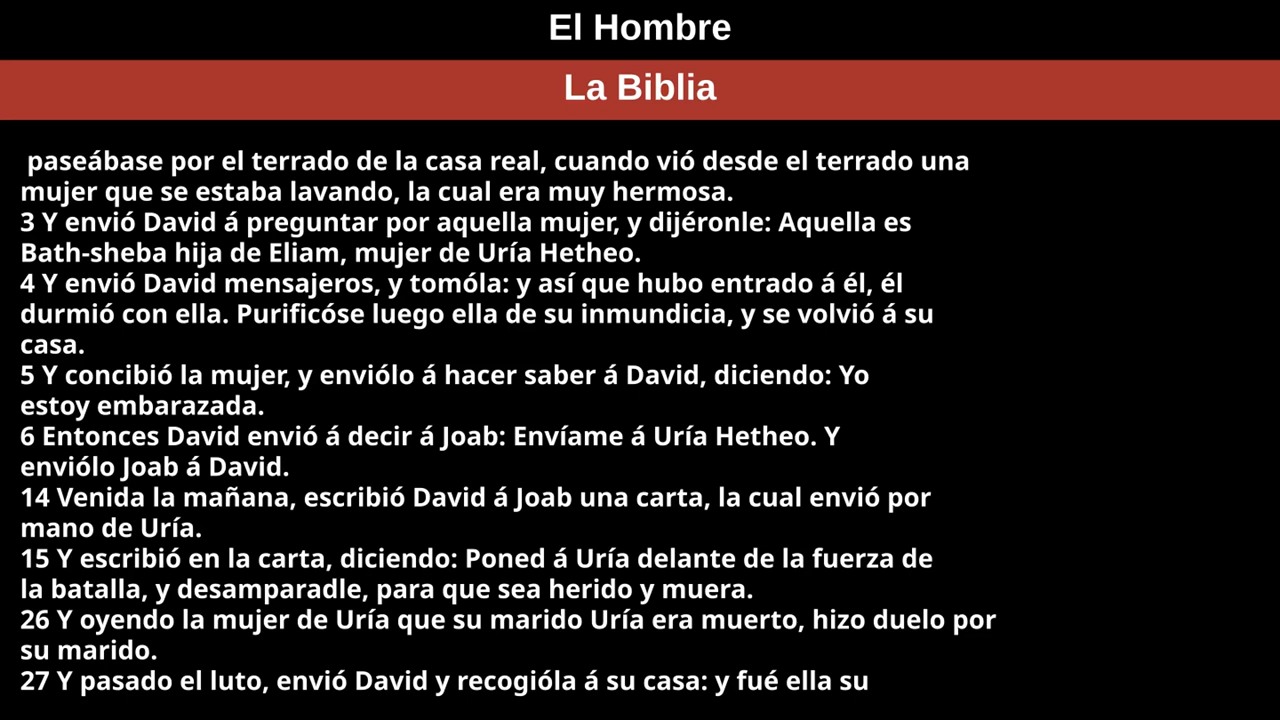 El Hombre
La Biblia
paseábase por el terrado de la casa real, cuando vió desde el terrado una
mujer que se estaba lavando, la cual era muy hermosa.
3 Y envió David á preguntar por aquella mujer, y dijéronle: Aquella es
Bath-sheba hija de Eliam, mujer de Uría Hetheo.
4 Y envió David mensajeros, y tomóla: y así que hubo entrado á él, él
durmió con ella. Purificóse luego ella de su inmundicia, y se volvió á su
casa.
5 Y concibió la mujer, y enviólo á hacer saber á David, diciendo: Yo
estoy embarazada.
6 Entonces David envió á decir á Joab: Envíame á Uría Hetheo. Y
enviólo Joab á David.
14 Venida la mañana, escribió David á Joab una carta, la cual envió por
mano de Uría.
15 Y escribió en la carta, diciendo: Poned á Uría delante de la fuerza de
la batalla, y desamparadle, para que sea herido y muera.
26 Y oyendo la mujer de Uría que su marido Uría era muerto, hizo duelo por
su marido.
27 Y pasado el luto, envió David y recogióla á su casa: y fué ella su